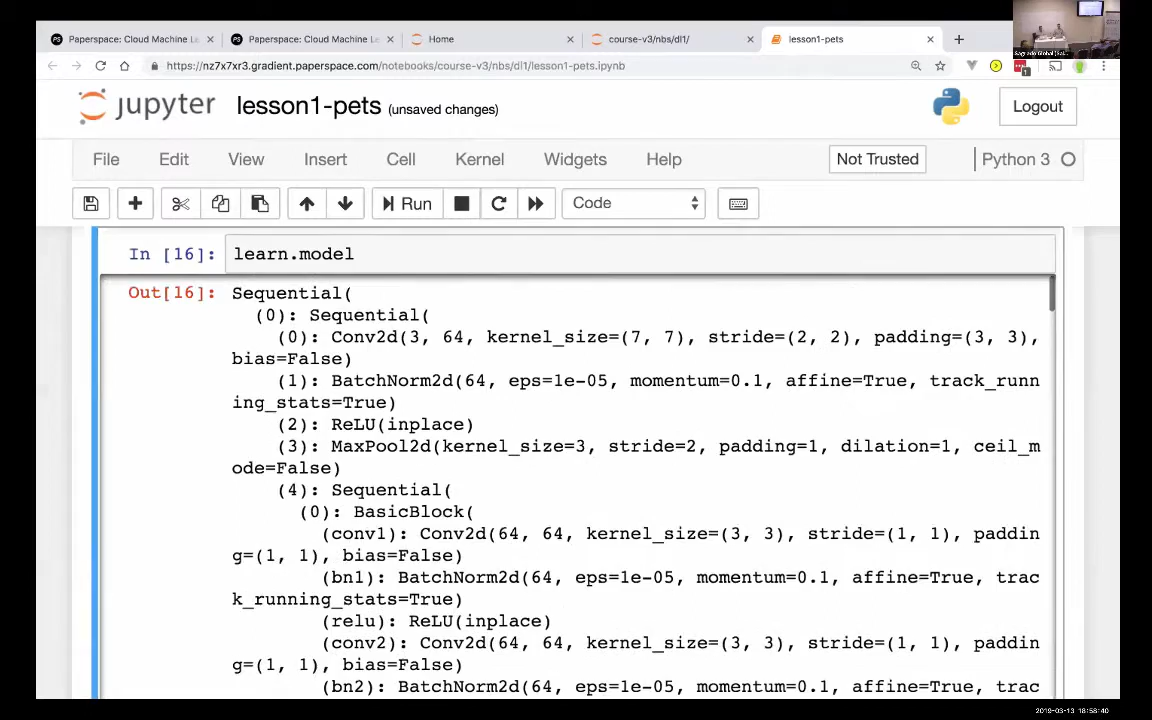 Paperspace: Cloud Machine Le
Paperspace: Cloud Machine Le
Home
course-v3/nbs/dl1/
lesson1-pets
https://nz7x7xr3.gradient.paperspace.com/notebooks/course-v3/nbs/dl1/lesson1-pets.ipynb
jupyter lesson1-pets (unsaved changes)
Logout
File Edit View Insert Cell Kernel Widgets Help Not Trusted Python 3
Run Code
In [16]: learn.model
Out[16]: Sequential(
(0): Sequential(
(0): Conv2d(3, 64, kernel_size=(7, 7), stride=(2, 2), padding=(3, 3),
bias=False)
(1): BatchNorm2d(64, eps=1e-05, momentum=0.1, affine=True, track_runn
ing_stats=True)
(2): ReLU(inplace)
(3): MaxPool2d(kernel_size=3, stride=2, padding=1, dilation=1, ceil_m
ode=False)
(4): Sequential(
(0): BasicBlock(
(conv1): Conv2d(64, 64, kernel_size=(3, 3), stride=(1, 1), paddin
g=(1, 1), bias=False)
(bn1): BatchNorm2d(64, eps=1e-05, momentum=0.1, affine=True, trac
k_running_stats=True)
(relu): ReLU(inplace)
(conv2): Conv2d(64, 64, kernel_size=(3, 3), stride=(1, 1), paddin
g=(1, 1), bias=False)
(bn2): BatchNorm2d(64, eps=1e-05, momentum=0.1, affine=True, trac
2019-03-13 18:58:40